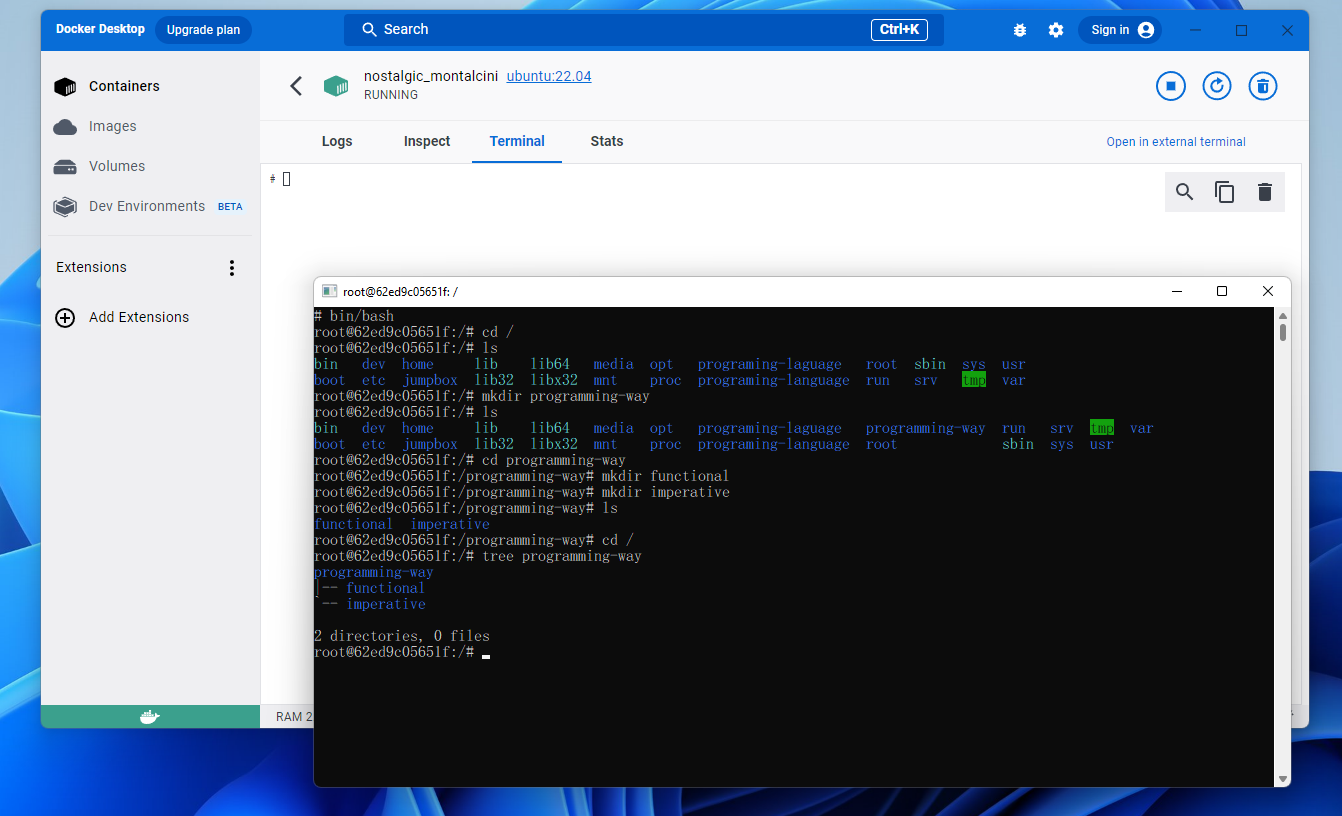 Docker Desktop Upgrade plan Search Ctrl+K Sign in
Containers
Images
Volumes
Dev Environments BETA
Extensions
Add Extensions
nostalgic_montalcini ubuntu:22.04
RUNNING
Logs Inspect Terminal Stats Open in external terminal
#
RAM 2
root@62ed9c05651f: /
# bin/bash
root@62ed9c05651f:/# cd /
root@62ed9c05651f:/# ls
bin dev home lib lib64 media opt programing-laguage root sbin sys usr
boot etc jumpbox lib32 libx32 mnt proc programing-language run srv tmp var
root@62ed9c05651f:/# mkdir programming-way
root@62ed9c05651f:/# ls
bin dev home lib lib64 media opt programing-laguage programming-way run srv tmp var
boot etc jumpbox lib32 libx32 mnt proc programing-language root sbin sys usr
root@62ed9c05651f:/# cd programming-way
root@62ed9c05651f:/programming-way# mkdir functional
root@62ed9c05651f:/programming-way# mkdir imperative
root@62ed9c05651f:/programming-way# ls
functional imperative
root@62ed9c05651f:/programming-way# cd /
root@62ed9c05651f:/# tree programming-way
programming-way
|-- functional
`-- imperative
2 directories, 0 files
root@62ed9c05651f:/#